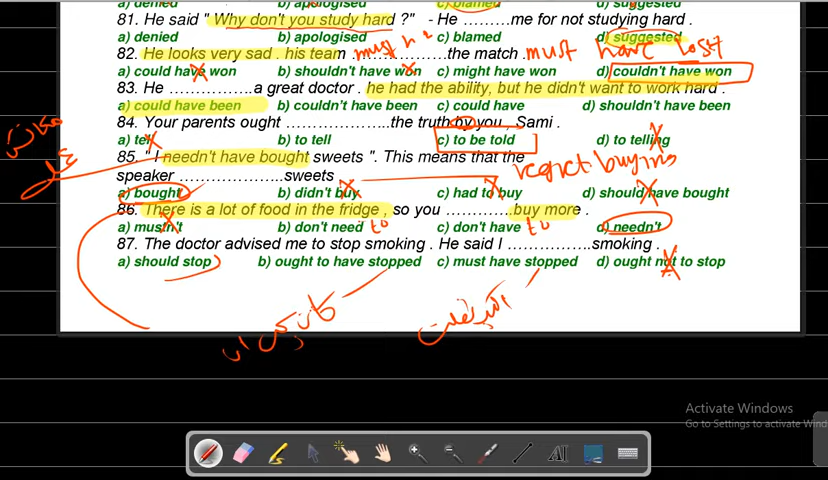 a) denied b) apologised c) blamed d) suggested
81. He said " Why don't you study hard ?" - He ………me for not studying hard .
a) denied b) apologised c) blamed d) suggested
82. He looks very sad . his team ………………the match . must have lost
a) could have won b) shouldn't have won c) might have won d) couldn't have won
83. He ……………a great doctor . he had the ability, but he didn't want to work hard .
a) could have been b) couldn't have been c) could have d) shouldn't have been
84. Your parents ought ………………..the truth by you , Sami .
b) to tell c) to be told d) to telling
85. " I needn't have bought sweets ". This means that the
speaker ………………..sweets
regret buying
a) bought b) didn't buy c) had to buy d) should have bought
86. There is a lot of food in the fridge , so you …………buy more .
a) mustn't b) don't need to c) don't have to d) needn't
87. The doctor advised me to stop smoking . He said I …………….smoking .
a) should stop b) ought to have stopped c) must have stopped d) ought not to stop
Activate Windows
Go to Settings to activate Wind